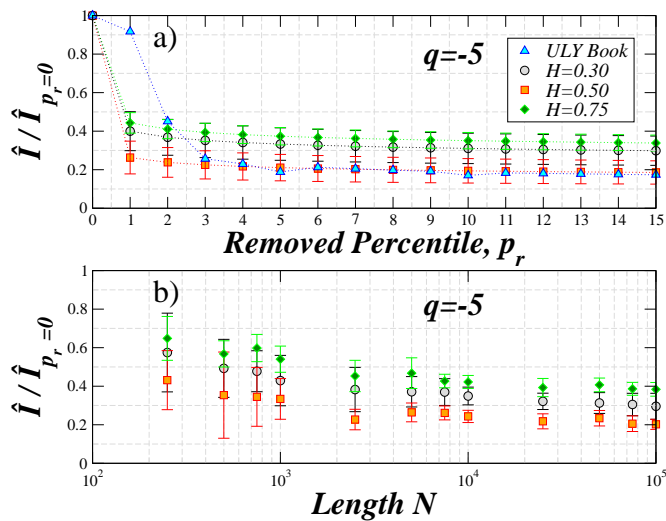 a)
q=-5
ULY Book
H=0.30
H=0.50
H=0.75
Î / Î p_r=0
1
0.8
0.6
0.4
0.2
0
0 1 2 3 4 5 6 7 8 9 10 11 12 13 14 15
Removed Percentile, p_r
b)
q=-5
Î / Î p_r=0
1
0.8
0.6
0.4
0.2
0
10^2 10^3 10^4 10^5
Length N